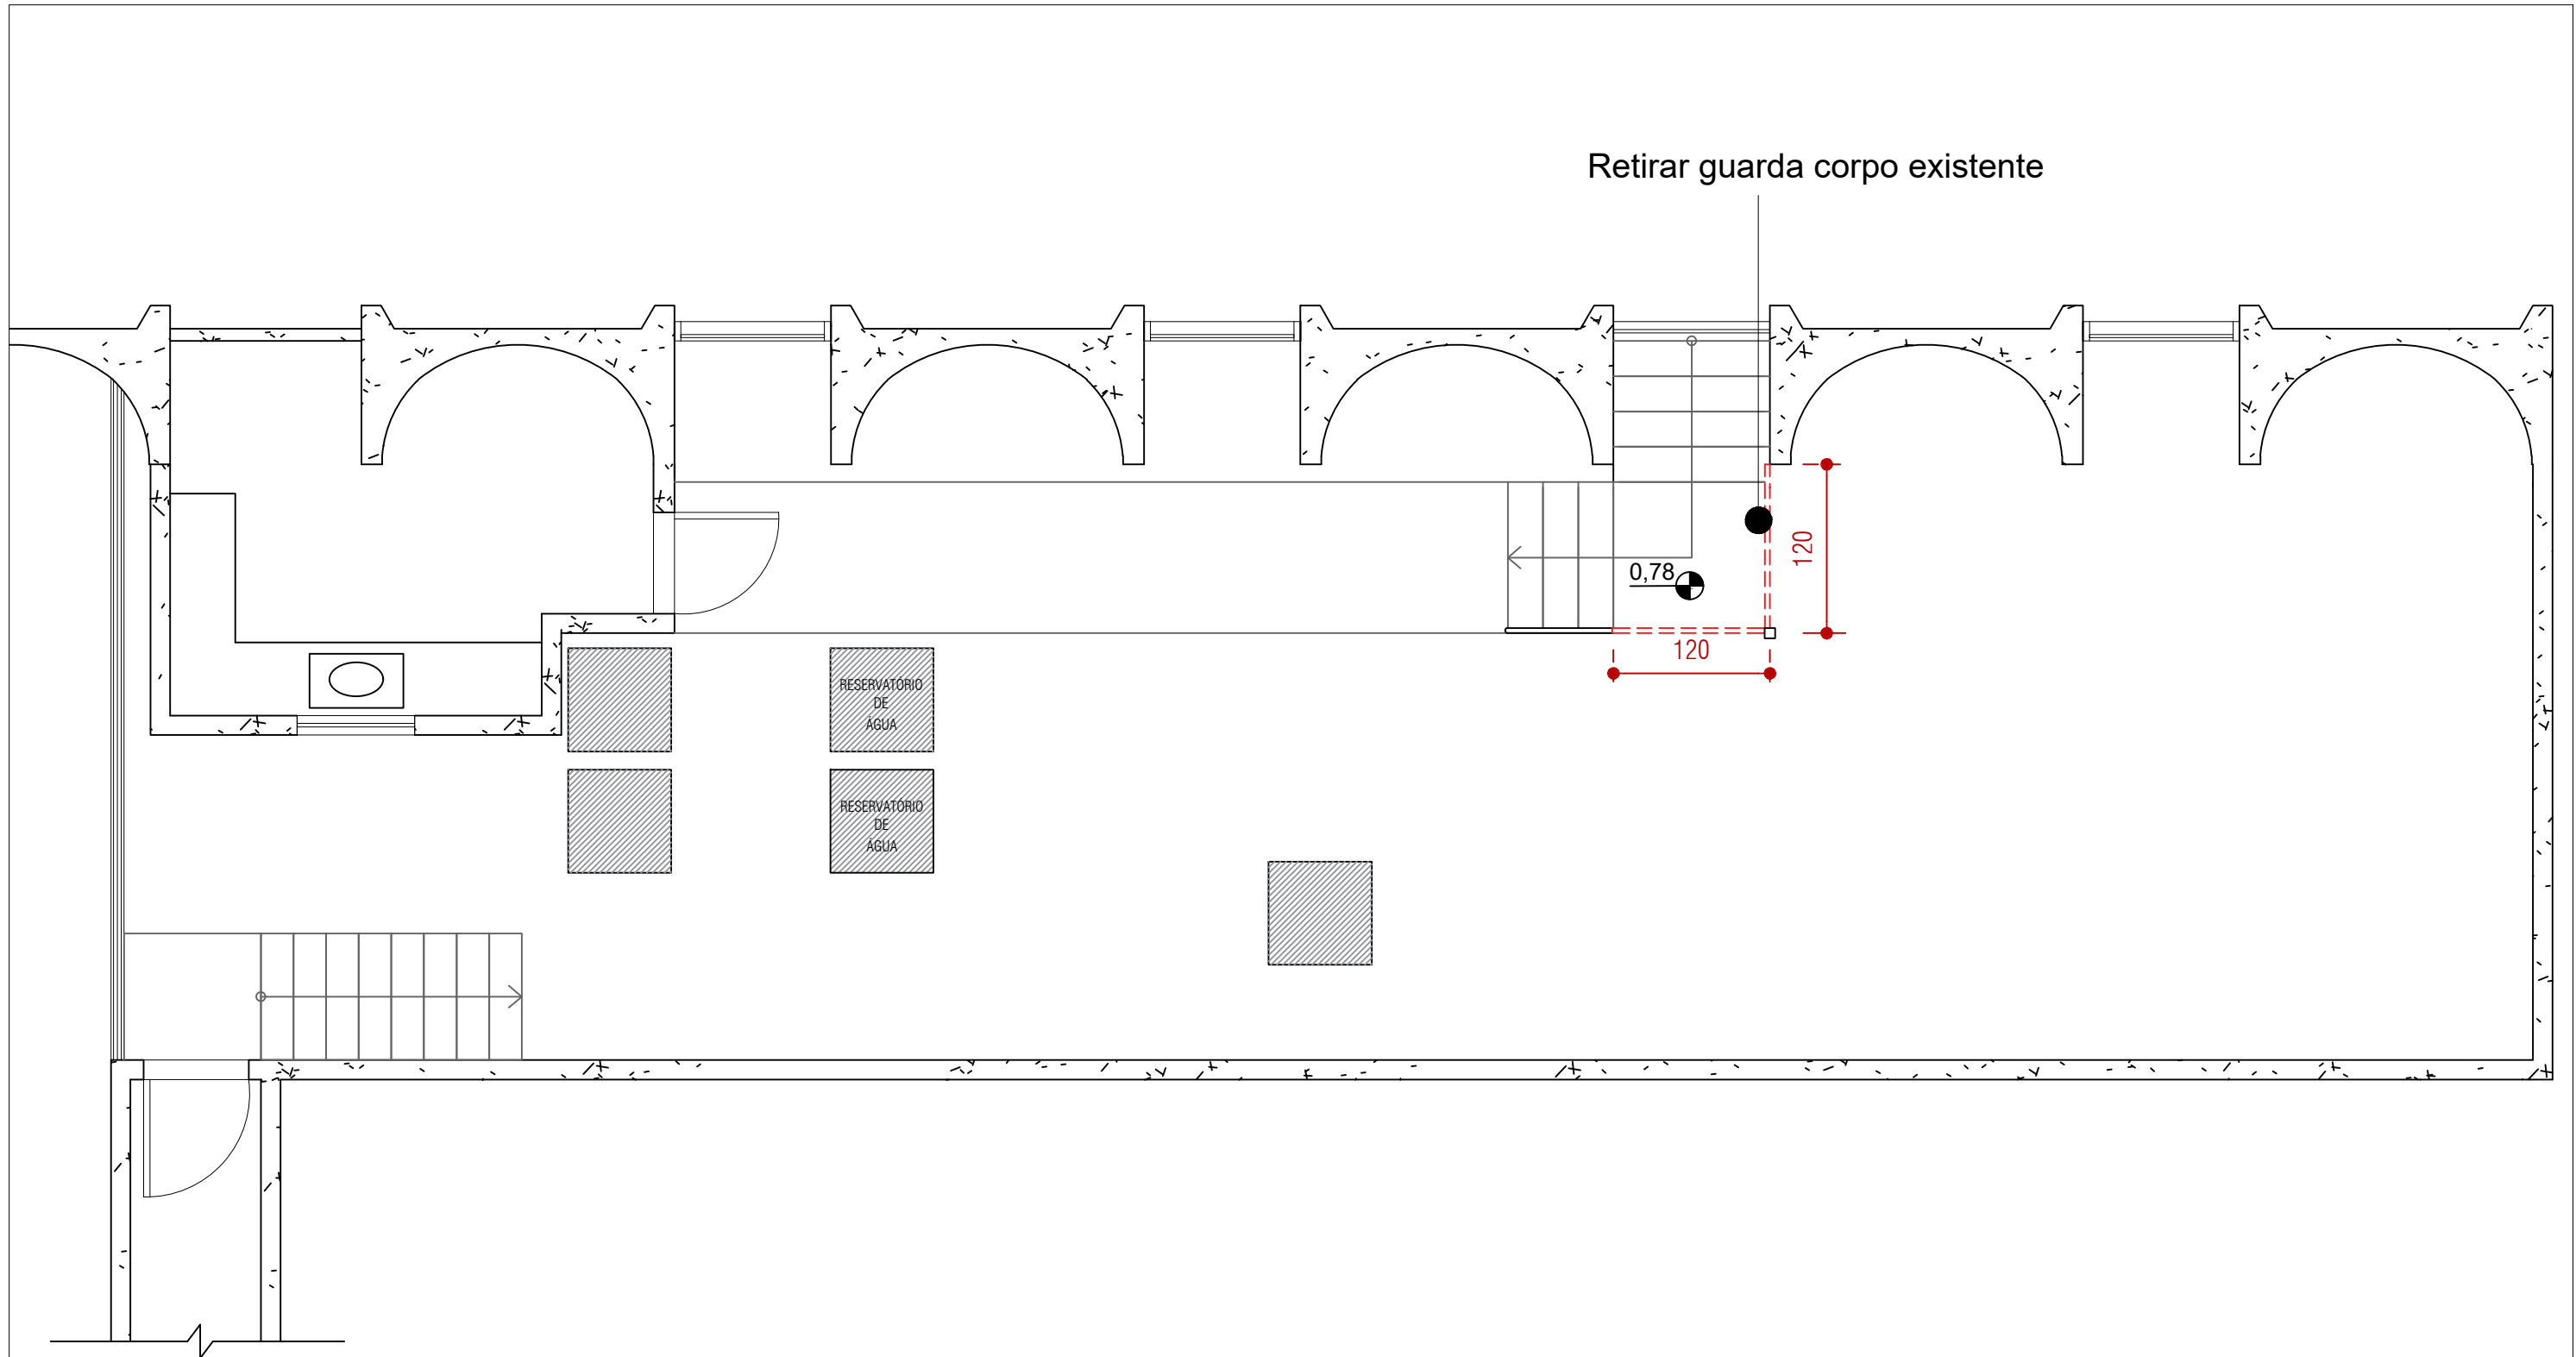 Retirar guarda corpo existente
120
0,78
120
RESERVATÓRIO
DE
ÁGUA
RESERVATÓRIO
DE
ÁGUA